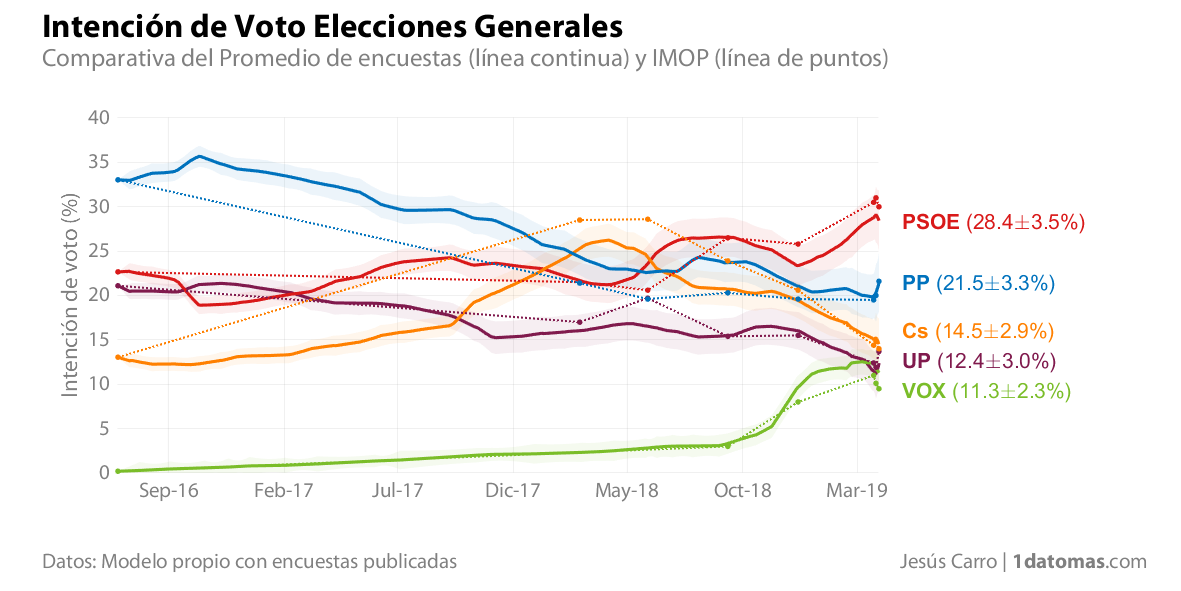 Intención de Voto Elecciones Generales
Comparativa del Promedio de encuestas (línea continua) y IMOP (línea de puntos)
Intención de voto (%)
40
35
30
25
20
15
10
5
0
Sep-16 Feb-17 Jul-17 Dic-17 May-18 Oct-18 Mar-19
PSOE (28.4±3.5%)
PP (21.5±3.3%)
Cs (14.5±2.9%)
UP (12.4±3.0%)
VOX (11.3±2.3%)
Datos: Modelo propio con encuestas publicadas
Jesús Carro | 1datomas.com